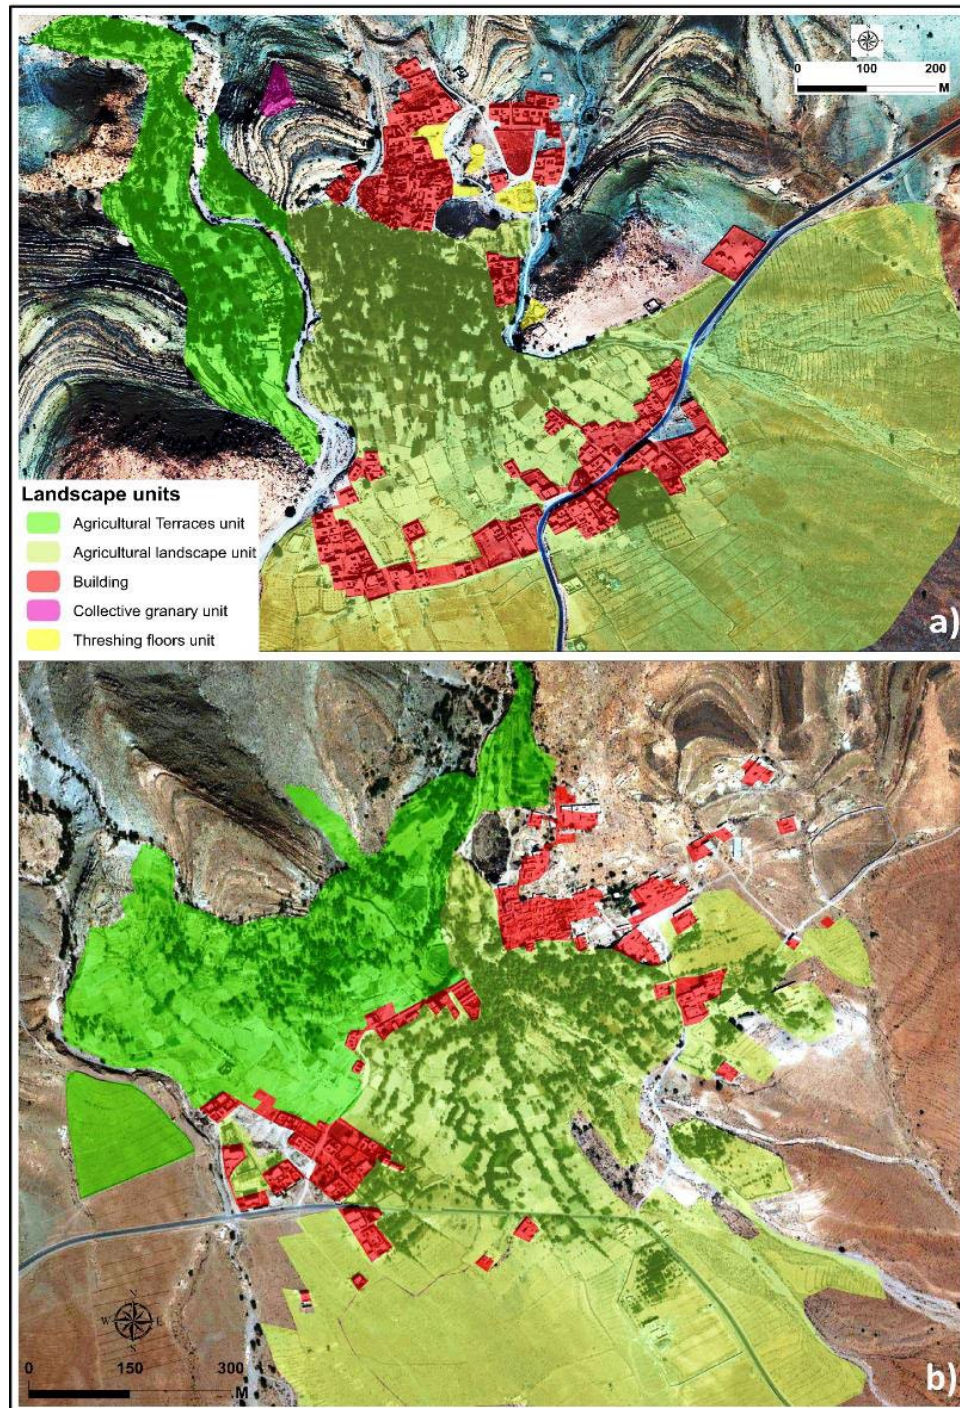 0 100 200
M
Landscape units
Agricultural Terraces unit
Agricultural landscape unit
Building
Collective granary unit
Threshing floors unit
a)
N
W E
S
0 150 300
M
b)